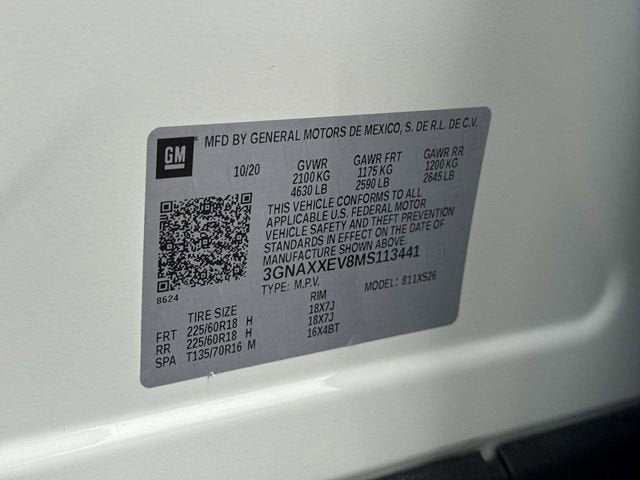 GM
MFD BY GENERAL MOTORS DE MEXICO, S. DE R.L. DE C.V.
10/20 GVWR GAWR FRT GAWR RR
2100 KG 1175 KG 1200 KG
4630 LB 2590 LB 2645 LB
THIS VEHICLE CONFORMS TO ALL
APPLICABLE U.S. FEDERAL MOTOR
VEHICLE SAFETY AND THEFT PREVENTION
STANDARDS IN EFFECT ON THE DATE OF
MANUFACTURE SHOWN ABOVE.
3GNAXXEV8MS113441
TYPE: M.P.V. MODEL: 811XS26
8624
TIRE SIZE RIM
FRT 225/60R18 H 18X7J
RR 225/60R18 H 18X7J
SPA T135/70R16 M 16X4BT